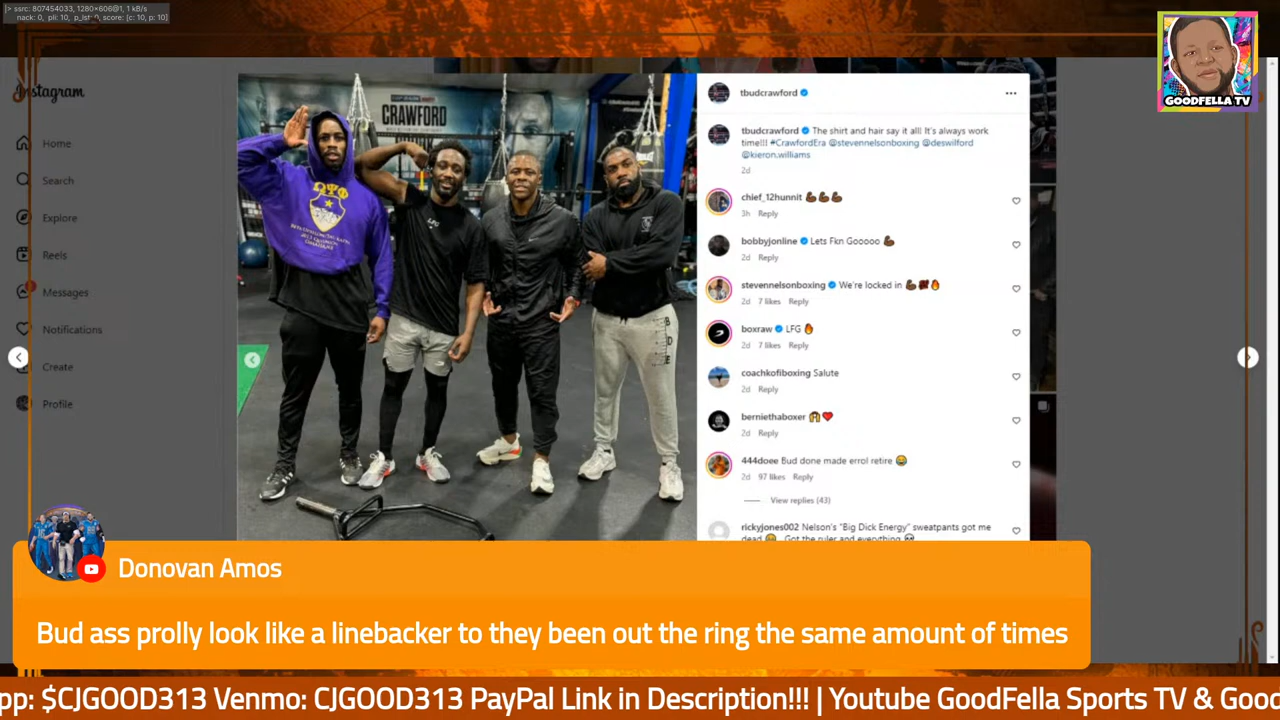 |> ssrc: 807454033, 1280×606@1, 1 kB/s
nack: 0, pli: 10, p_lst: 0, score: [c: 10, p: 10]
GOODFELLA TV
Instagram
Home
Search
Explore
Reels
Messages
Notifications
Create
Profile
CRAWFORD
ΩΨΦ
BDE
tbudcrawford
tbudcrawford The shirt and hair say it all! It's always work
time!!! #CrawfordEra @stevennelsonboxing @deswilford
@kieron.williams
2d
chief_12hunnit 💪🏿💪🏿💪🏿
3h Reply
bobbyjonline Lets Fkn Gooooo 💪🏿
2d Reply
stevennelsonboxing We're locked in 💪🏿🔥
2d 7 likes Reply
boxraw LFG 🔥
2d 7 likes Reply
coachkofiboxing Salute
2d Reply
berniethaboxer ❤️
2d Reply
444doee Bud done made errol retire 😂
2d 97 likes Reply
View replies (43)
rickyjones002 Nelson's "Big Dick Energy" sweatpants got me
dead Got the ruler and everything
Donovan Amos
Bud ass prolly look like a linebacker to they been out the ring the same amount of times
pp: $CJGOOD313 Venmo: CJGOOD313 PayPal Link in Description!!! | Youtube GoodFella Sports TV & Good